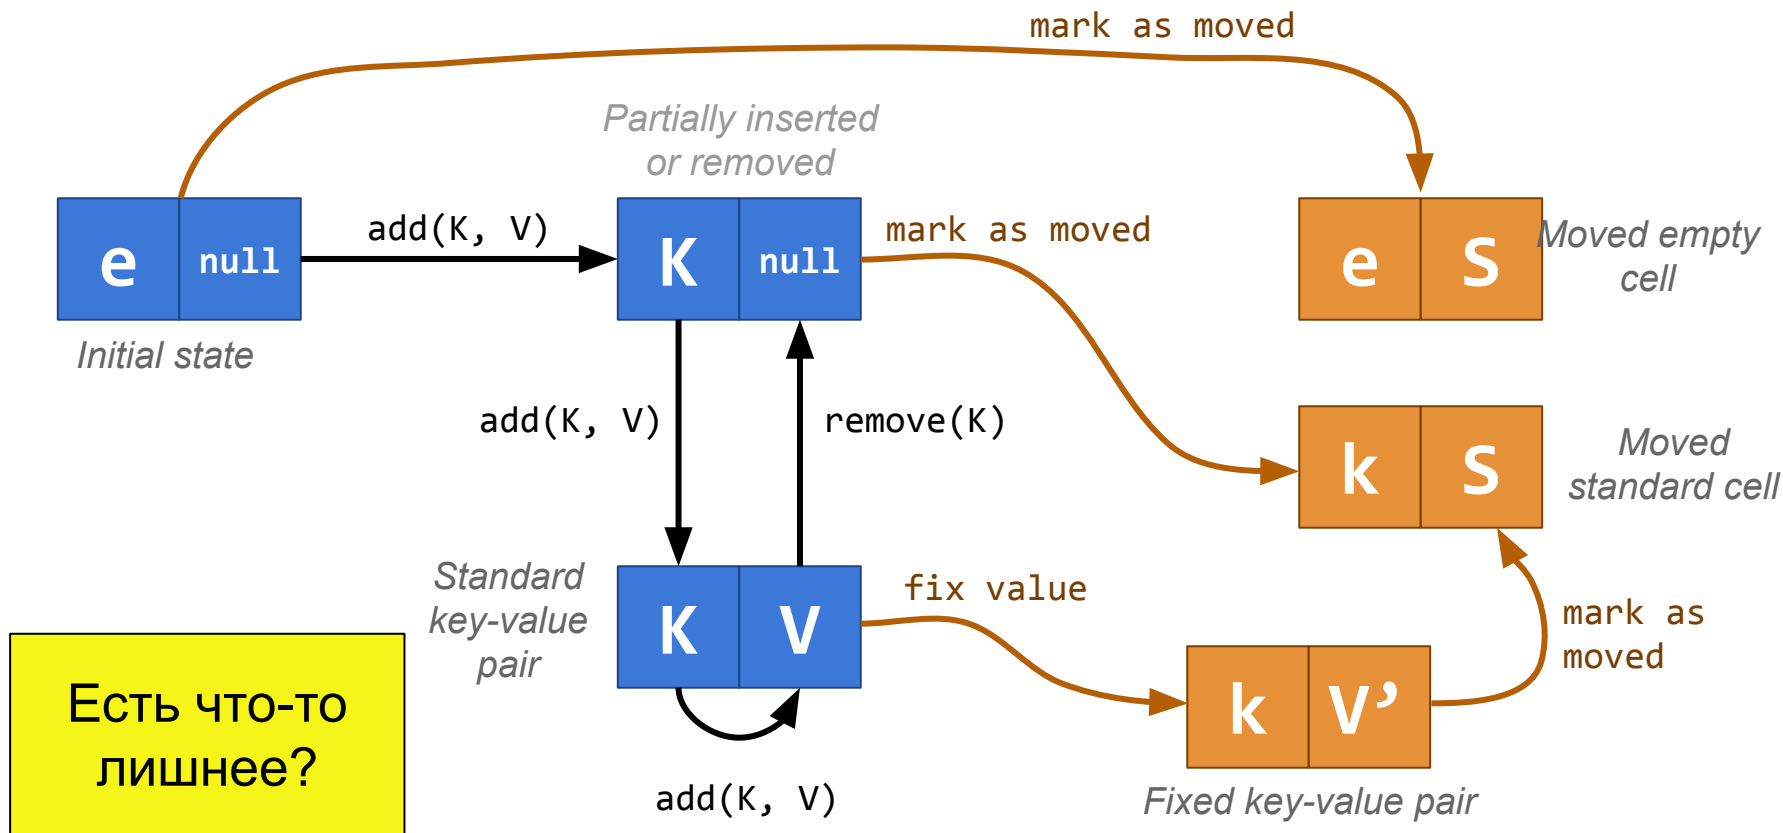 mark as moved
Partially inserted
or removed
e null
add(K, V)
K null
mark as moved
e S
Moved empty
cell
Initial state
add(K, V)
remove(K)
k S
Moved
standard cell
Standard
key-value
pair
K V
fix value
mark as
moved
k V’
Fixed key-value pair
add(K, V)
Есть что-то
лишнее?